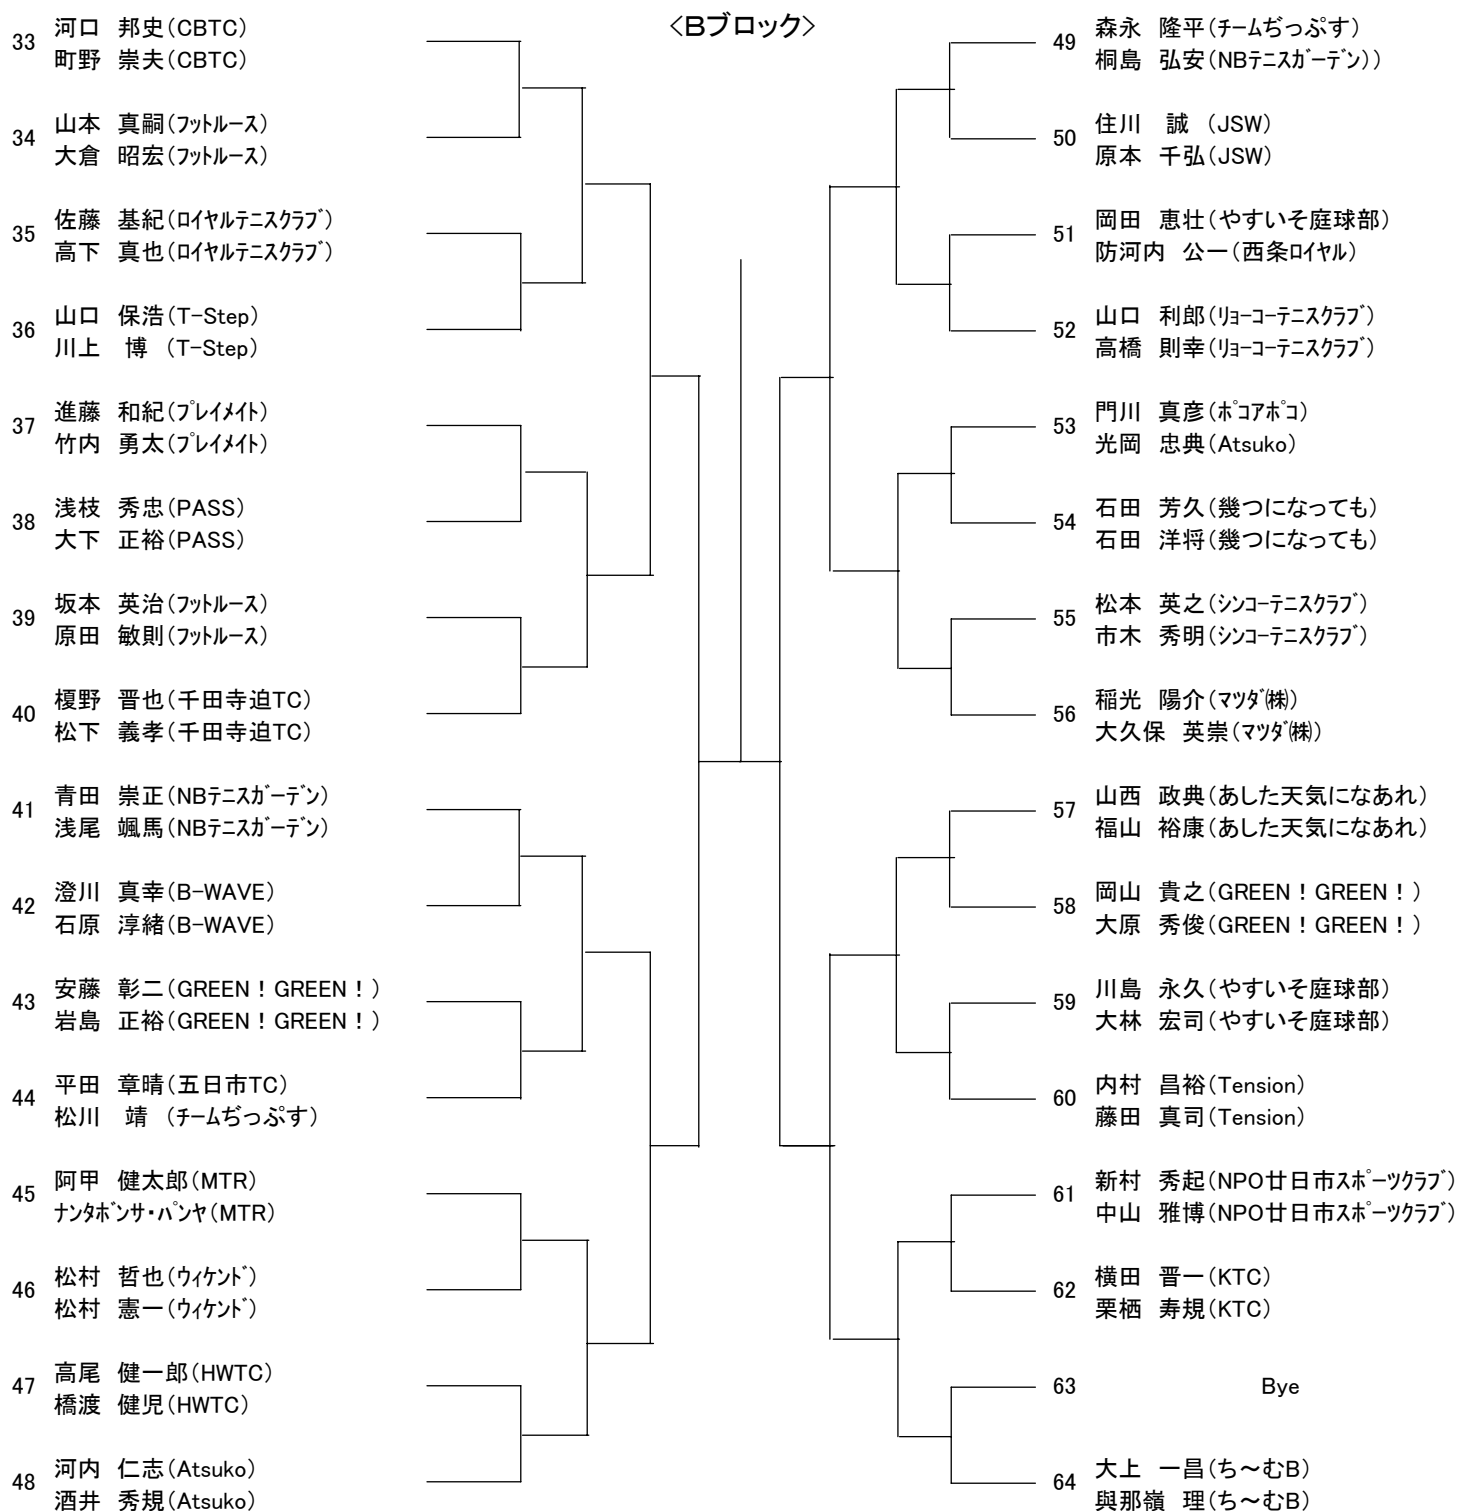 <Bブロック>
33 河口 邦史(CBTC)
町野 崇夫(CBTC)
34 山本 真嗣(フットルース)
大倉 昭宏(フットルース)
35 佐藤 基紀(ロイヤルテニスクラブ)
高下 真也(ロイヤルテニスクラブ)
36 山口 保浩(T-Step)
川上 博 (T-Step)
37 進藤 和紀(プレイメイト)
竹内 勇太(プレイメイト)
38 浅枝 秀忠(PASS)
大下 正裕(PASS)
39 坂本 英治(フットルース)
原田 敏則(フットルース)
40 榎野 晋也(千田寺迫TC)
松下 義孝(千田寺迫TC)
41 青田 崇正(NBテニスガーデン)
浅尾 颯馬(NBテニスガーデン)
42 澄川 真幸(B-WAVE)
石原 淳緒(B-WAVE)
43 安藤 彰二(GREEN!GREEN!)
岩島 正裕(GREEN!GREEN!)
44 平田 章晴(五日市TC)
松川 靖 (チームぢっぷす)
45 阿甲 健太郎(MTR)
ナンタボンサ・パンヤ(MTR)
46 松村 哲也(ウィケンド)
松村 憲一(ウィケンド)
47 高尾 健一郎(HWTC)
橋渡 健児(HWTC)
48 河内 仁志(Atsuko)
酒井 秀規(Atsuko)
49 森永 隆平(チームぢっぷす)
桐島 弘安(NBテニスガーデン))
50 住川 誠 (JSW)
原本 千弘(JSW)
51 岡田 恵壮(やすいそ庭球部)
防河内 公一(西条ロイヤル)
52 山口 利郎(リョーコーテニスクラブ)
高橋 則幸(リョーコーテニスクラブ)
53 門川 真彦(ポコアポコ)
光岡 忠典(Atsuko)
54 石田 芳久(幾つになっても)
石田 洋将(幾つになっても)
55 松本 英之(シンコーテニスクラブ)
市木 秀明(シンコーテニスクラブ)
56 稲光 陽介(マツダ㈱)
大久保 英崇(マツダ㈱)
57 山西 政典(あした天気になあれ)
福山 裕康(あした天気になあれ)
58 岡山 貴之(GREEN!GREEN!)
大原 秀俊(GREEN!GREEN!)
59 川島 永久(やすいそ庭球部)
大林 宏司(やすいそ庭球部)
60 内村 昌裕(Tension)
藤田 真司(Tension)
61 新村 秀起(NPO廿日市スポーツクラブ)
中山 雅博(NPO廿日市スポーツクラブ)
62 横田 晋一(KTC)
栗栖 寿規(KTC)
63 Bye
64 大上 一昌(ち~むB)
與那嶺 理(ち~むB)